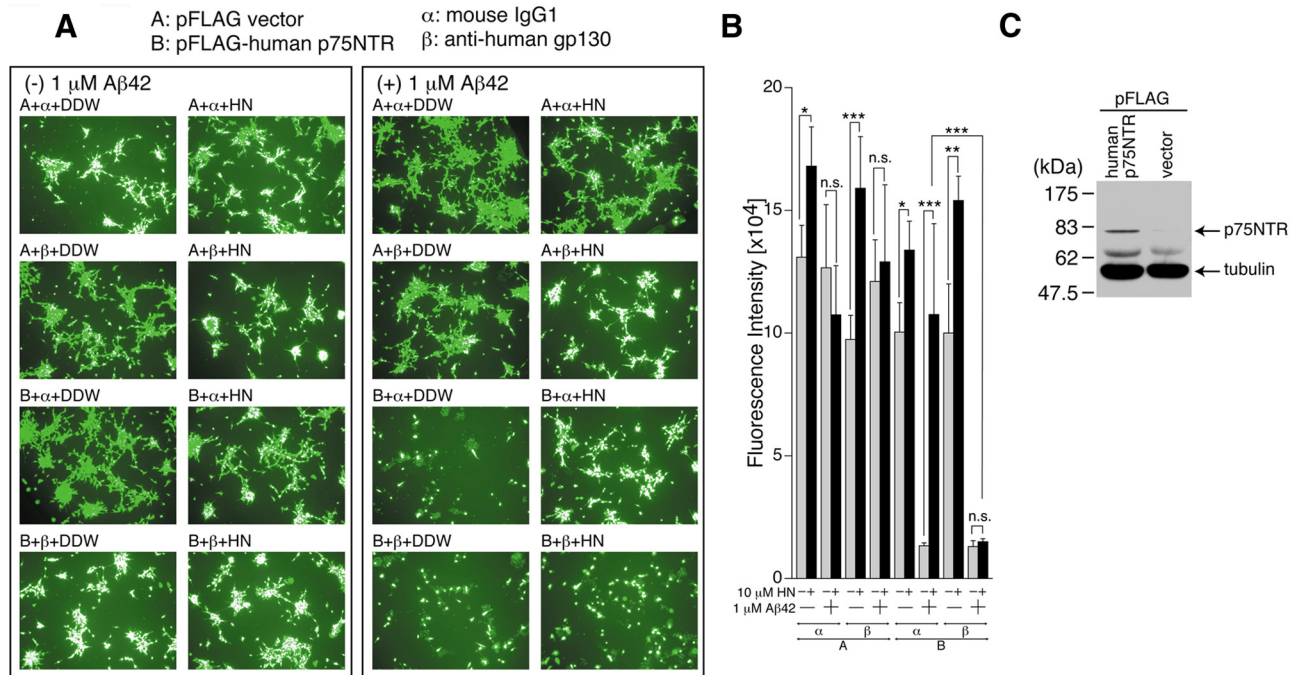 A
A: pFLAG vector
B: pFLAG-human p75NTR
α: mouse IgG1
β: anti-human gp130
(-) 1 μM Aβ42
A+α+DDW A+α+HN
A+β+DDW A+β+HN
B+α+DDW B+α+HN
B+β+DDW B+β+HN
(+) 1 μM Aβ42
A+α+DDW A+α+HN
A+β+DDW A+β+HN
B+α+DDW B+α+HN
B+β+DDW B+β+HN
B
Fluorescence Intensity [x10⁴]
20
15
10
5
0
* n.s. *** n.s. * *** *** ** n.s.
10 μM HN −+ −+ −+ −+ −+ −+ −+ −+
1 μM Aβ42 — + — + — + — +
α β α β
A B
C
pFLAG
human p75NTR
vector
(kDa)
175
83
62
47.5
p75NTR
tubulin